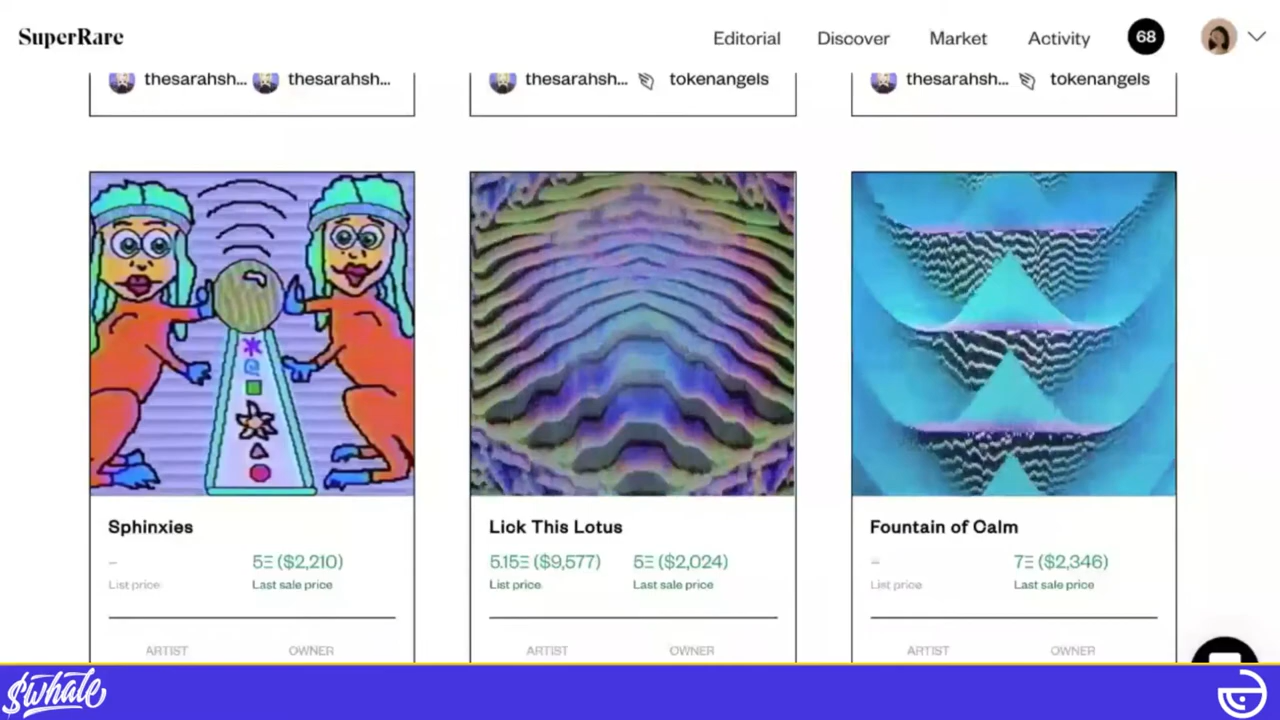 SuperRare
Editorial Discover Market Activity 68
thesarahsh... thesarahsh... thesarahsh... tokenangels thesarahsh... tokenangels
Sphinxies Lick This Lotus Fountain of Calm
– 5Ξ ($2,210) 5.15Ξ ($9,577) 5Ξ ($2,024) – 7Ξ ($2,346)
List price Last sale price List price Last sale price List price Last sale price
ARTIST OWNER ARTIST OWNER ARTIST OWNER
$whale